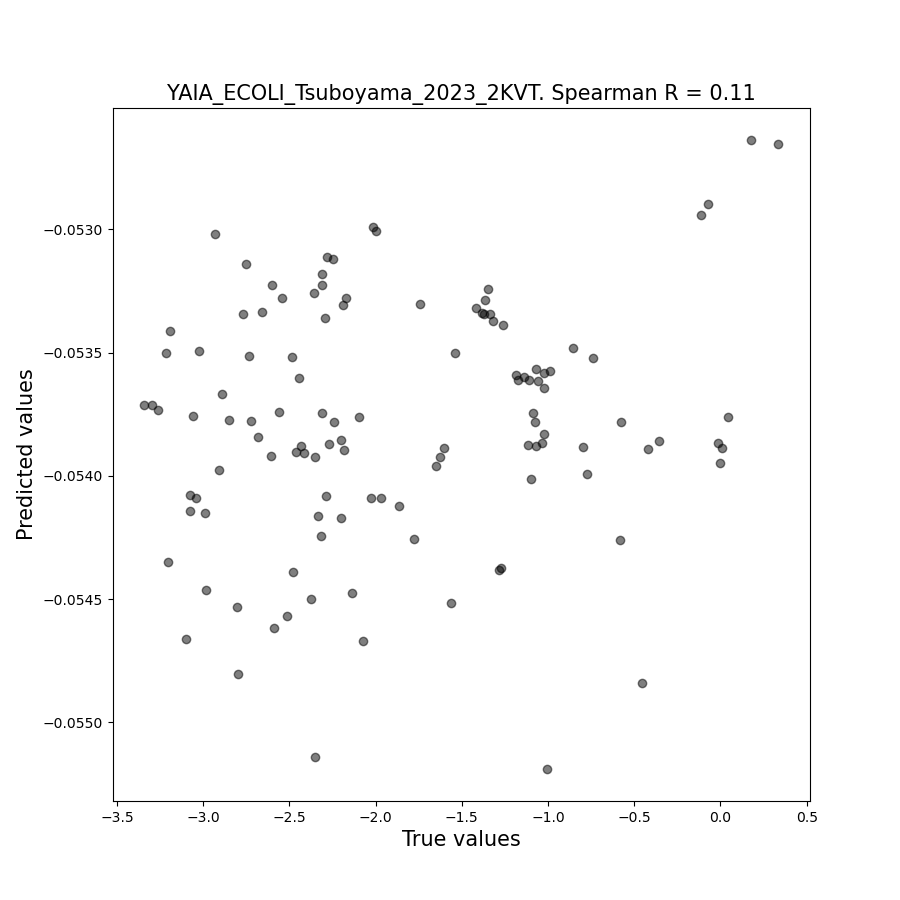 YAIA_ECOLI_Tsuboyama_2023_2KVT. Spearman R = 0.11
Predicted values
−0.0530
−0.0535
−0.0540
−0.0545
−0.0550
−3.5 −3.0 −2.5 −2.0 −1.5 −1.0 −0.5 0.0 0.5
True values